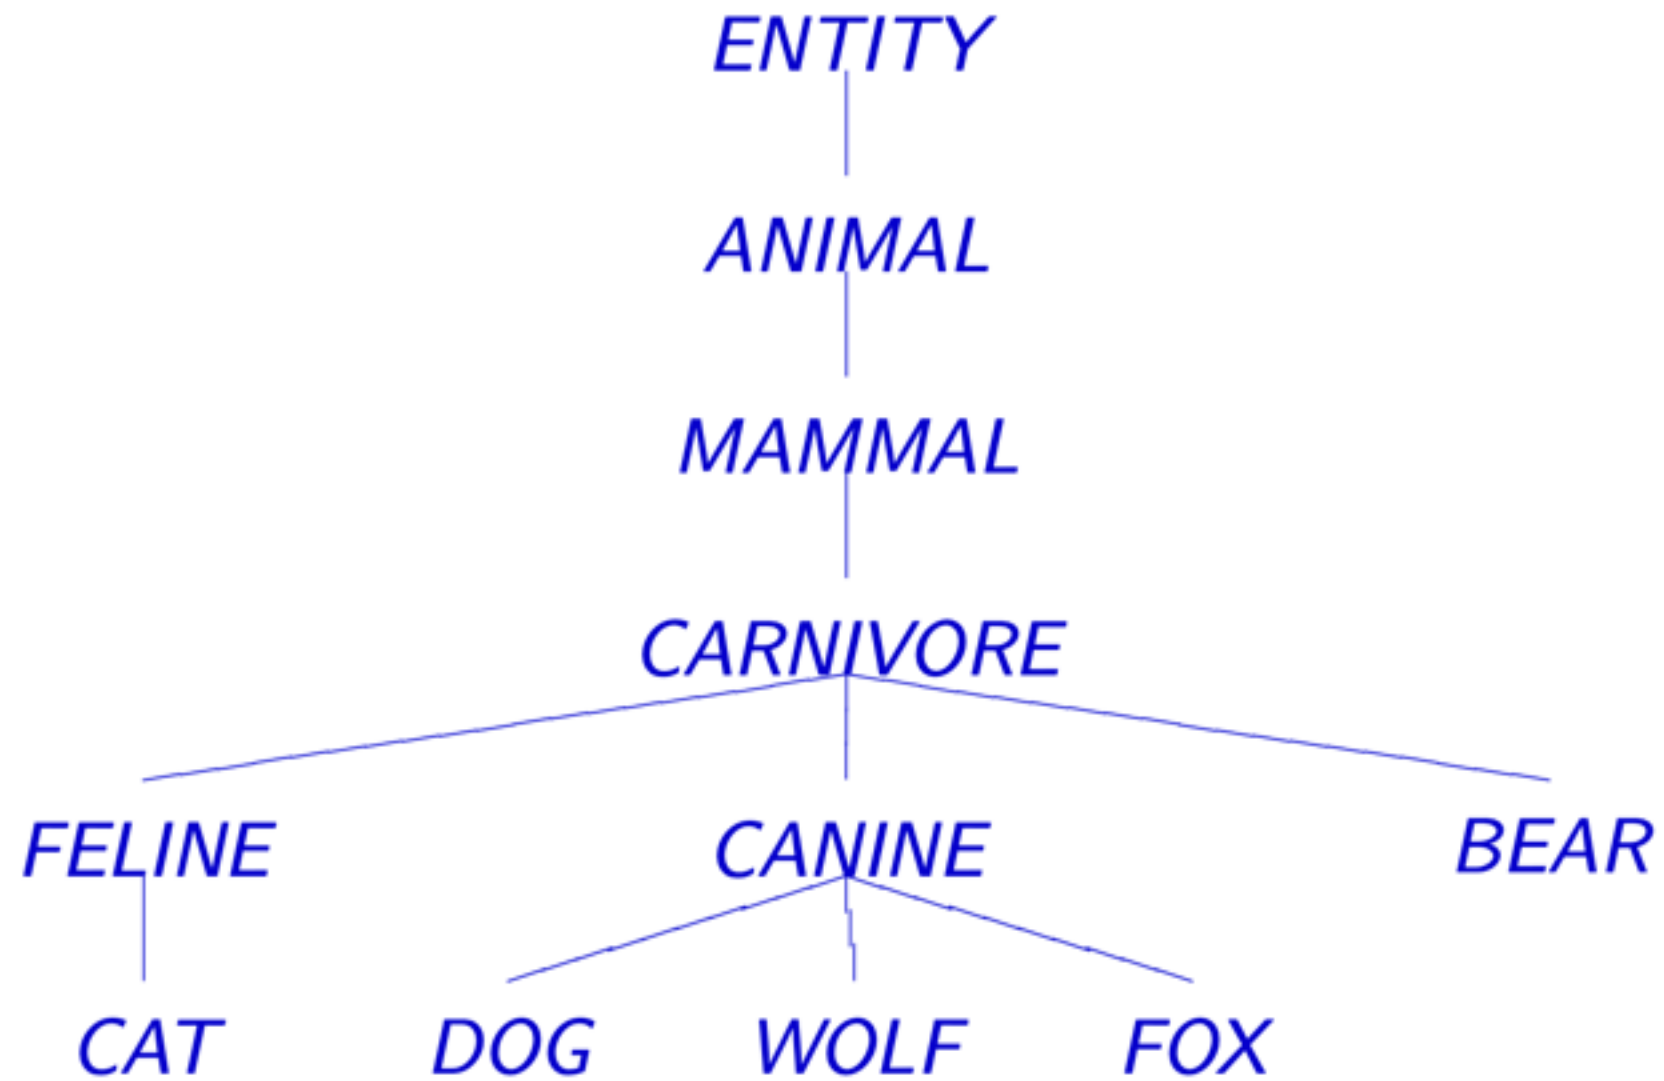 ENTITY
ANIMAL
MAMMAL
CARNIVORE
FELINE CANINE BEAR
CAT DOG WOLF FOX